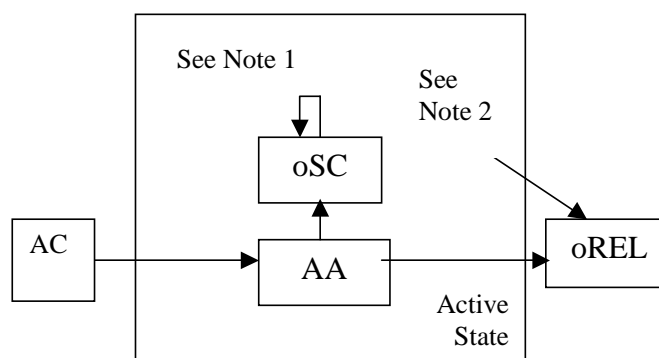 See Note 1
See
Note 2
oSC
AC
AA
oREL
Active
State